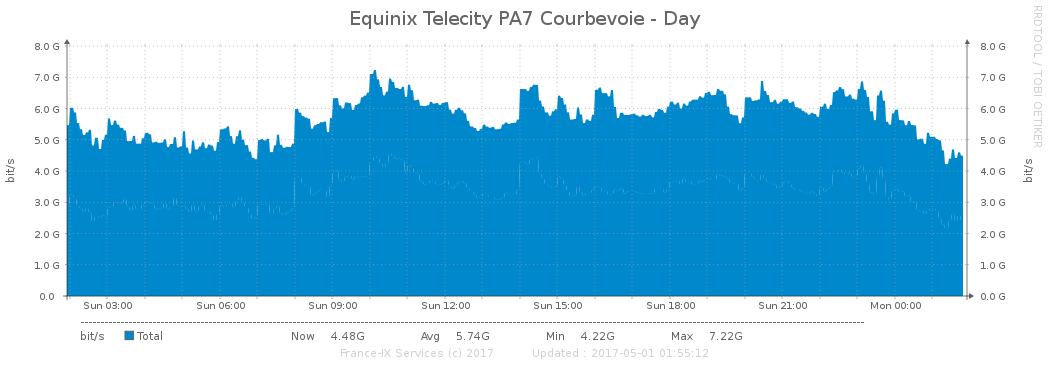 Equinix Telecity PA7 Courbevoie - Day
RRDTOOL / TOBI OETIKER
8.0 G 8.0 G
7.0 G 7.0 G
6.0 G 6.0 G
5.0 G 5.0 G
4.0 G 4.0 G
3.0 G 3.0 G
2.0 G 2.0 G
1.0 G 1.0 G
0.0 0.0 G
bit/s
bit/s
Sun 03:00 Sun 06:00 Sun 09:00 Sun 12:00 Sun 15:00 Sun 18:00 Sun 21:00 Mon 00:00
bit/s Total Now 4.48G Avg 5.74G Min 4.22G Max 7.22G
France-IX Services (c) 2017 Updated : 2017-05-01 01:55:12